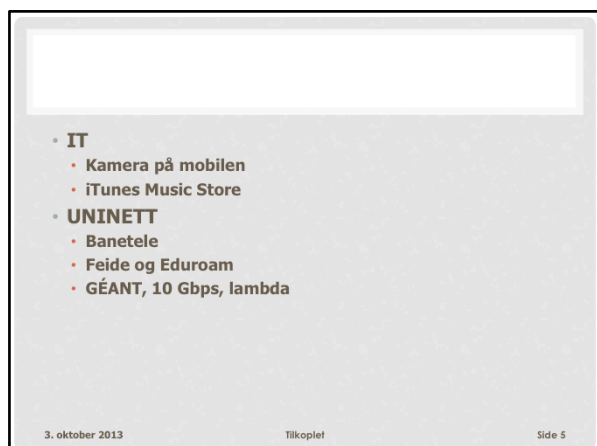 • IT
• Kamera på mobilen
• iTunes Music Store
• UNINETT
• Banetele
• Feide og Eduroam
• GÉANT, 10 Gbps, lambda
3. oktober 2013 Tilkoplet Side 5